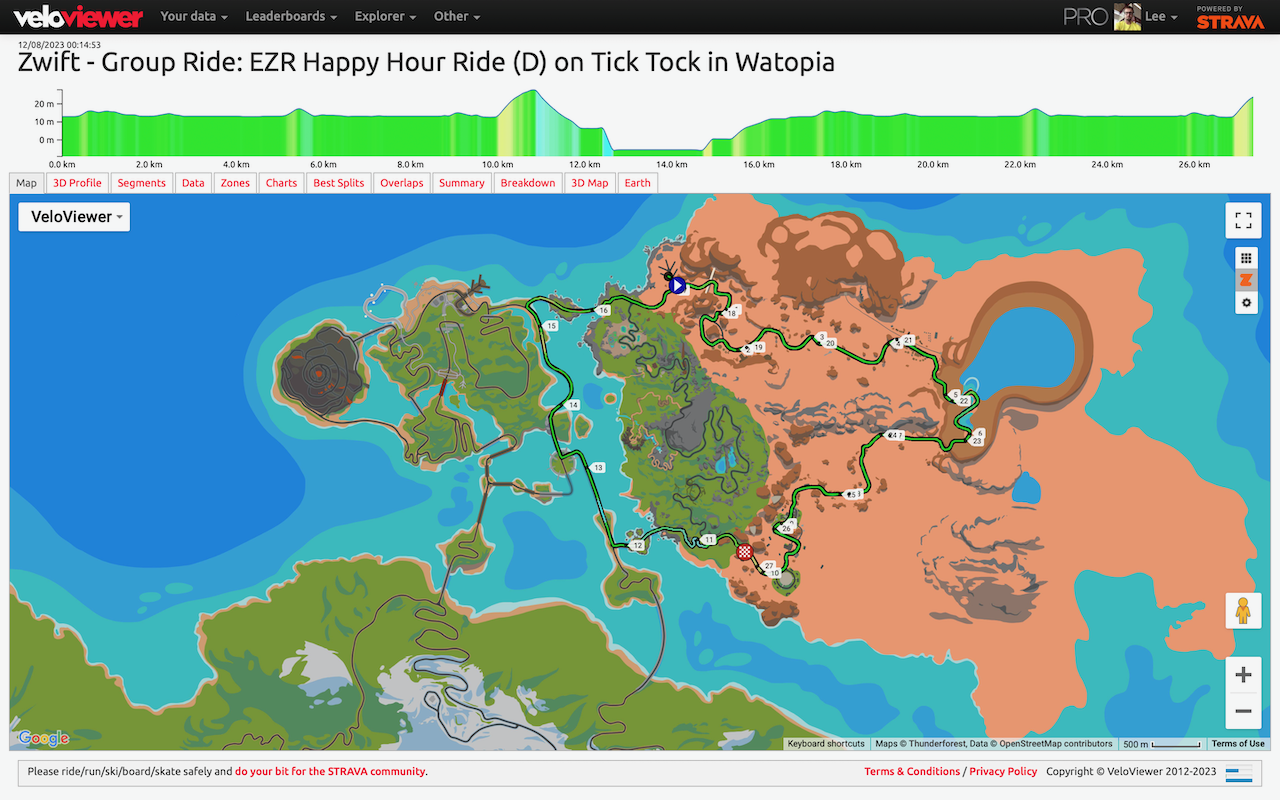 veloviewer Your data Leaderboards Explorer Other PRO Lee POWERED BY STRAVA
12/08/2023 00:14:53
Zwift - Group Ride: EZR Happy Hour Ride (D) on Tick Tock in Watopia
20 m
10 m
0 m
0.0 km 2.0 km 4.0 km 6.0 km 8.0 km 10.0 km 12.0 km 14.0 km 16.0 km 18.0 km 20.0 km 22.0 km 24.0 km 26.0 km
Map 3D Profile Segments Data Zones Charts Best Splits Overlaps Summary Breakdown 3D Map Earth
VeloViewer
Z
16
18
15
2 19
3
20
4 21
5
22
14
6
23
24 7
13
25
26
12
11
27
10
Google
Keyboard shortcuts Maps © Thunderforest, Data © OpenStreetMap contributors 500 m Terms of Use
Please ride/run/ski/board/skate safely and do your bit for the STRAVA community. Terms & Conditions / Privacy Policy Copyright © VeloViewer 2012-2023